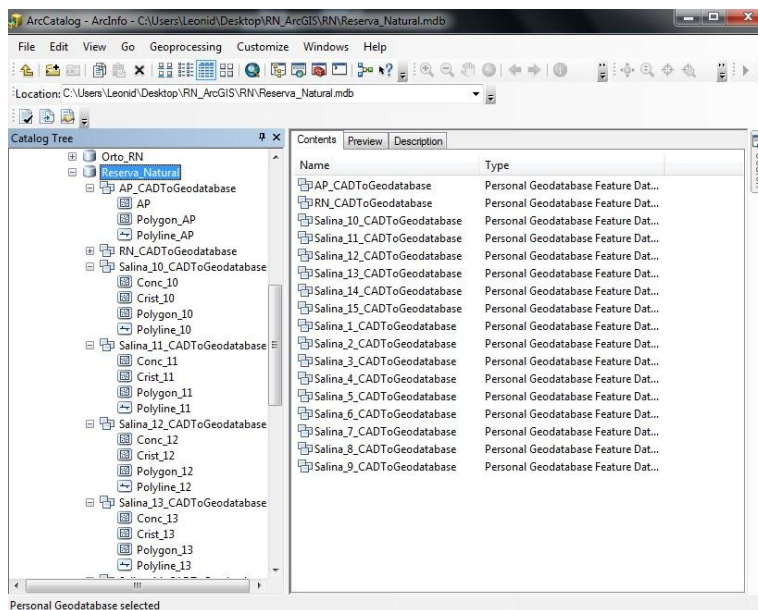 ArcCatalog - ArcInfo - C:\Users\Leonid\Desktop\RN_ArcGIS\RN\Reserva_Natural.mdb
File Edit View Go Geoprocessing Customize Windows Help
Location: C:\Users\Leonid\Desktop\RN_ArcGIS\RN\Reserva_Natural.mdb
Catalog Tree
Orto_RN
Reserva_Natural
AP_CADToGeodatabase
AP
Polygon_AP
Polyline_AP
RN_CADToGeodatabase
Salina_10_CADToGeodatabase
Conc_10
Crist_10
Polygon_10
Polyline_10
Salina_11_CADToGeodatabase
Conc_11
Crist_11
Polygon_11
Polyline_11
Salina_12_CADToGeodatabase
Conc_12
Crist_12
Polygon_12
Polyline_12
Salina_13_CADToGeodatabase
Conc_13
Crist_13
Polygon_13
Polyline_13
Contents Preview Description
Name Type
AP_CADToGeodatabase Personal Geodatabase Feature Dat...
RN_CADToGeodatabase Personal Geodatabase Feature Dat...
Salina_10_CADToGeodatabase Personal Geodatabase Feature Dat...
Salina_11_CADToGeodatabase Personal Geodatabase Feature Dat...
Salina_12_CADToGeodatabase Personal Geodatabase Feature Dat...
Salina_13_CADToGeodatabase Personal Geodatabase Feature Dat...
Salina_14_CADToGeodatabase Personal Geodatabase Feature Dat...
Salina_15_CADToGeodatabase Personal Geodatabase Feature Dat...
Salina_1_CADToGeodatabase Personal Geodatabase Feature Dat...
Salina_2_CADToGeodatabase Personal Geodatabase Feature Dat...
Salina_3_CADToGeodatabase Personal Geodatabase Feature Dat...
Salina_4_CADToGeodatabase Personal Geodatabase Feature Dat...
Salina_5_CADToGeodatabase Personal Geodatabase Feature Dat...
Salina_6_CADToGeodatabase Personal Geodatabase Feature Dat...
Salina_7_CADToGeodatabase Personal Geodatabase Feature Dat...
Salina_8_CADToGeodatabase Personal Geodatabase Feature Dat...
Salina_9_CADToGeodatabase Personal Geodatabase Feature Dat...
Personal Geodatabase selected